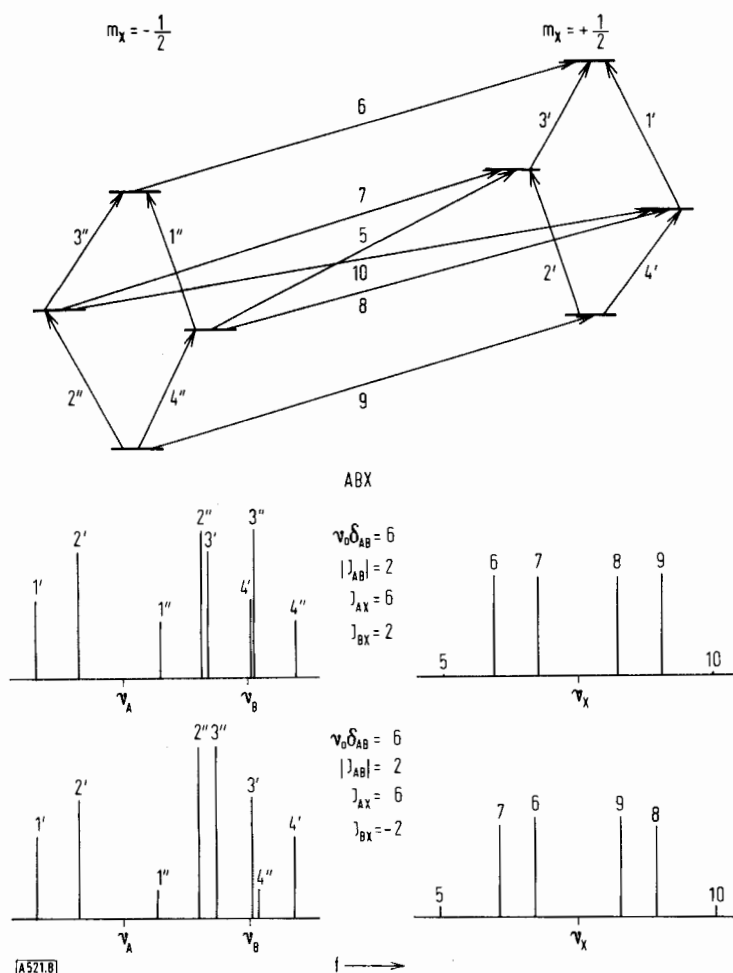 m_X = - 1/2
m_X = + 1/2
6
3'
1'
7
3″
1″
5
10
8
2'
4'
2″
4″
9
ABX
1' 2' 1″ 2″ 3' 4' 3″ 4″
ν_A ν_B
ν₀δ_AB = 6
|J_AB| = 2
J_AX = 6
J_BX = 2
5 6 7 8 9 10
ν_X
1' 2' 1″ 2″ 3″ 3' 4″ 4'
ν_A ν_B
ν₀δ_AB = 6
|J_AB| = 2
J_AX = 6
J_BX = -2
5 7 6 9 8 10
ν_X
A521.8
f →